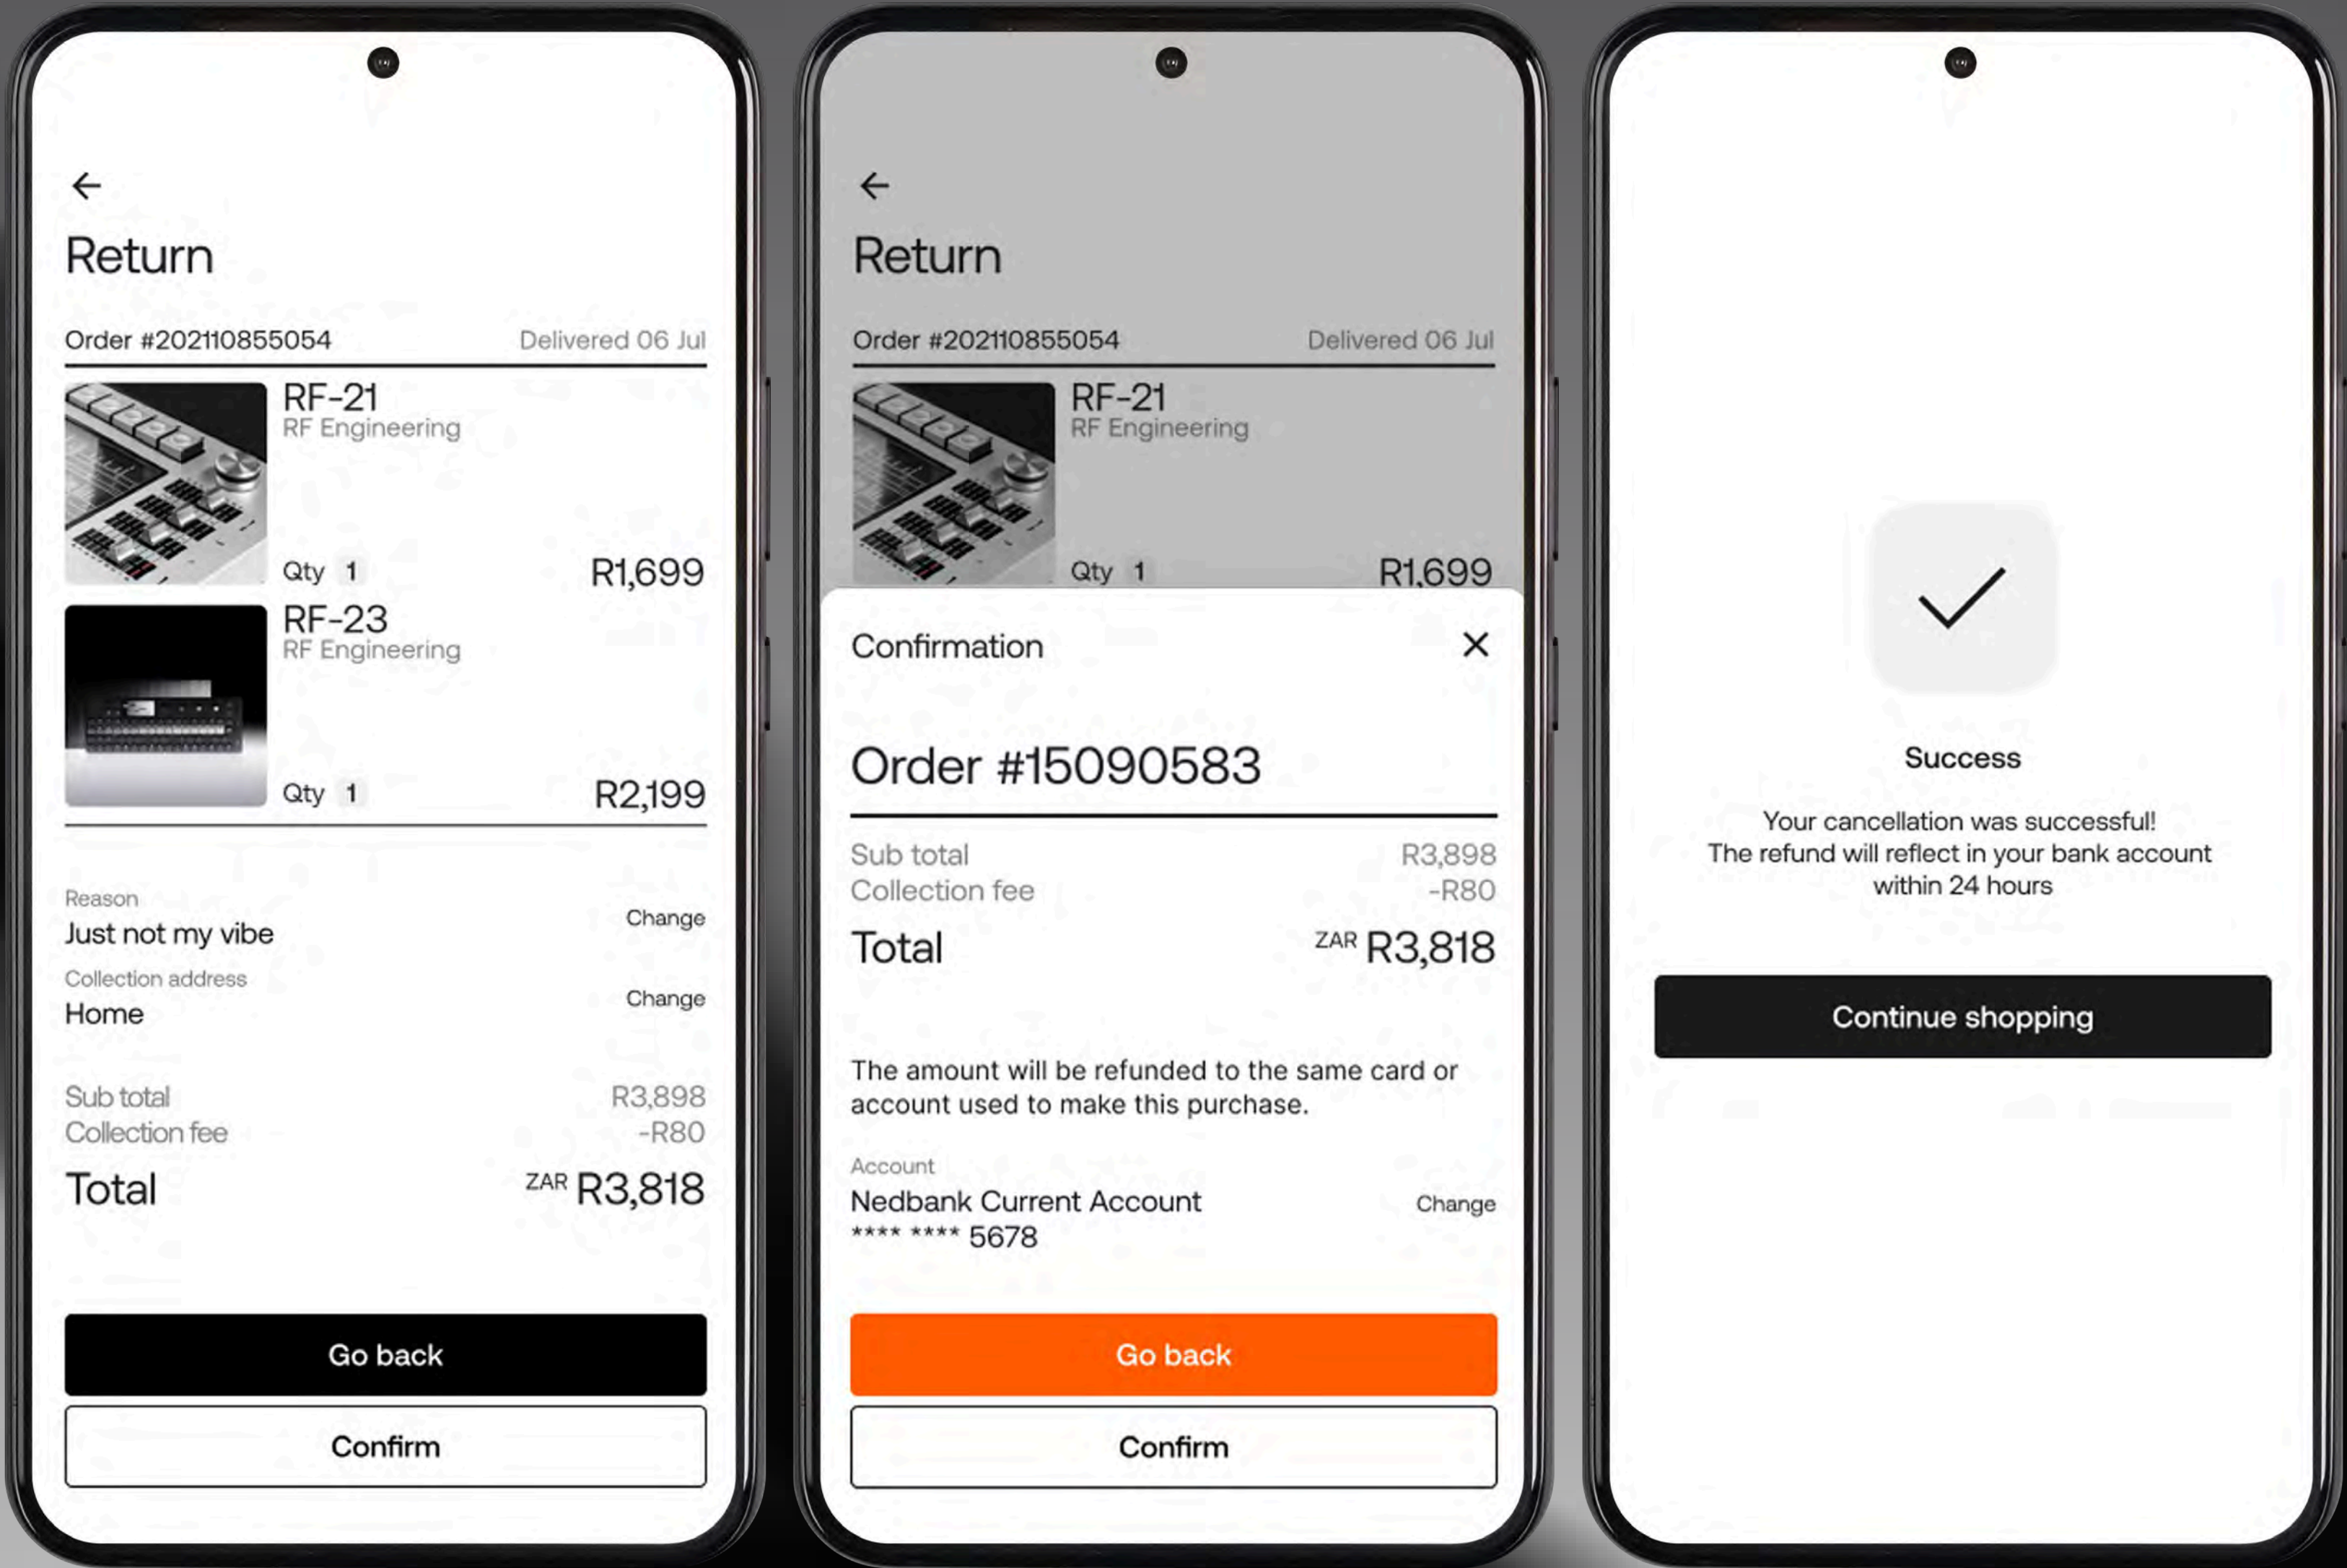 Return
Order #202110855054 Delivered 06 Jul
RF-21
RF Engineering
Qty 1 R1,699
RF-23
RF Engineering
Qty 1 R2,199
Reason
Just not my vibe Change
Collection address
Home Change
Sub total R3,898
Collection fee -R80
Total ZAR R3,818
Go back
Confirm
Return
Order #202110855054 Delivered 06 Jul
RF-21
RF Engineering
Qty 1 R1,699
Confirmation
Order #15090583
Sub total R3,898
Collection fee -R80
Total ZAR R3,818
The amount will be refunded to the same card or
account used to make this purchase.
Account
Nedbank Current Account Change
**** **** 5678
Go back
Confirm
Success
Your cancellation was successful!
The refund will reflect in your bank account
within 24 hours
Continue shopping